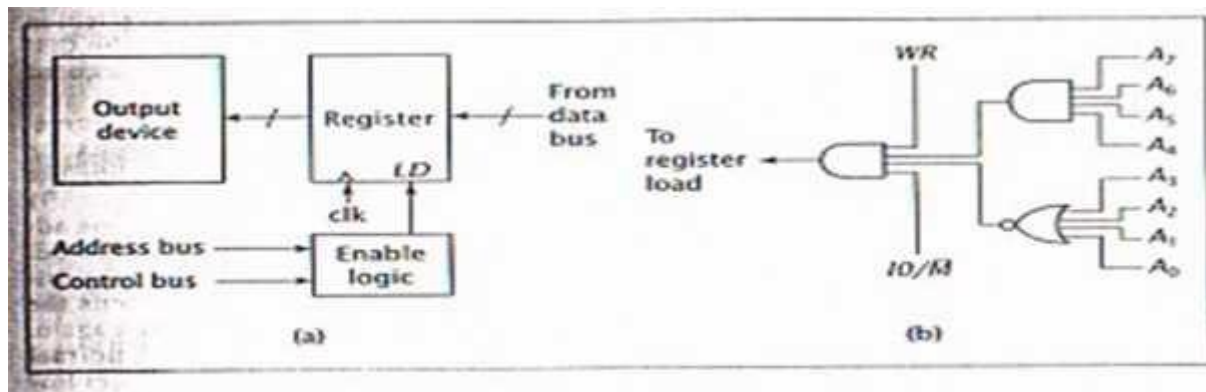 Output
device
Register
LD
clk
From
data
bus
Address bus
Control bus
Enable
logic
(a)
To
register
load
WR
IO/M̅
A7
A6
A5
A4
A3
A2
A1
A0
(b)